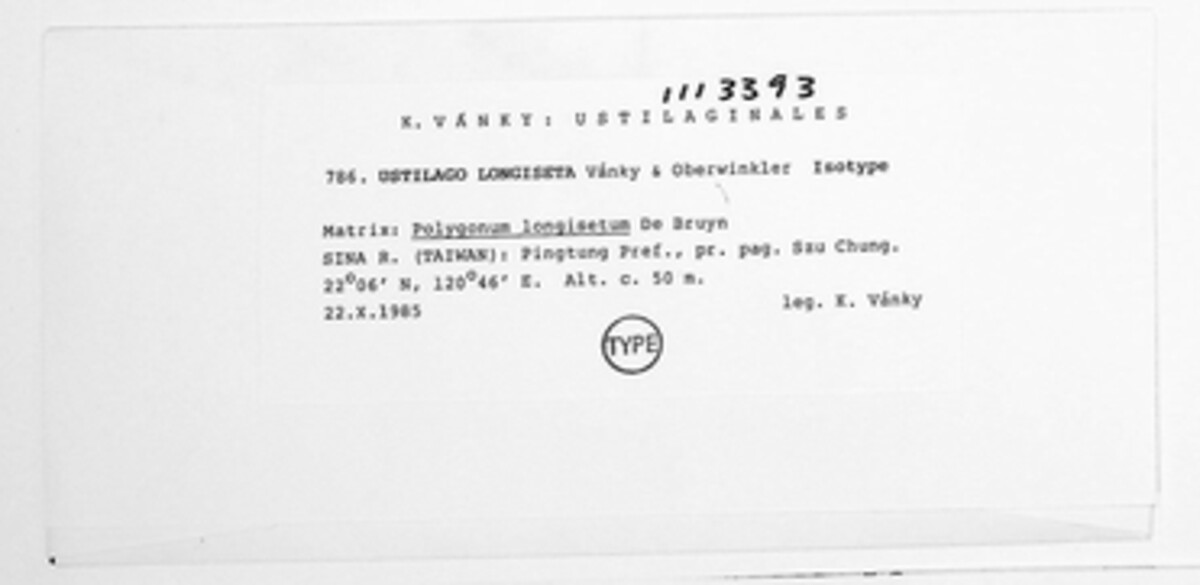 1113393
K. VÁNKY: USTILAGINALES
786. USTILAGO LONGISETA Vánky & Oberwinkler Isotype
Matrix: Polygonum longisetum De Bruyn
SINA R. (TAIWAN): Pingtung Pref., pr. pag. Szu Chung.
22°06' N, 120°46' E. Alt. c. 50 m.
22.X.1985 leg. K. Vánky
TYPE